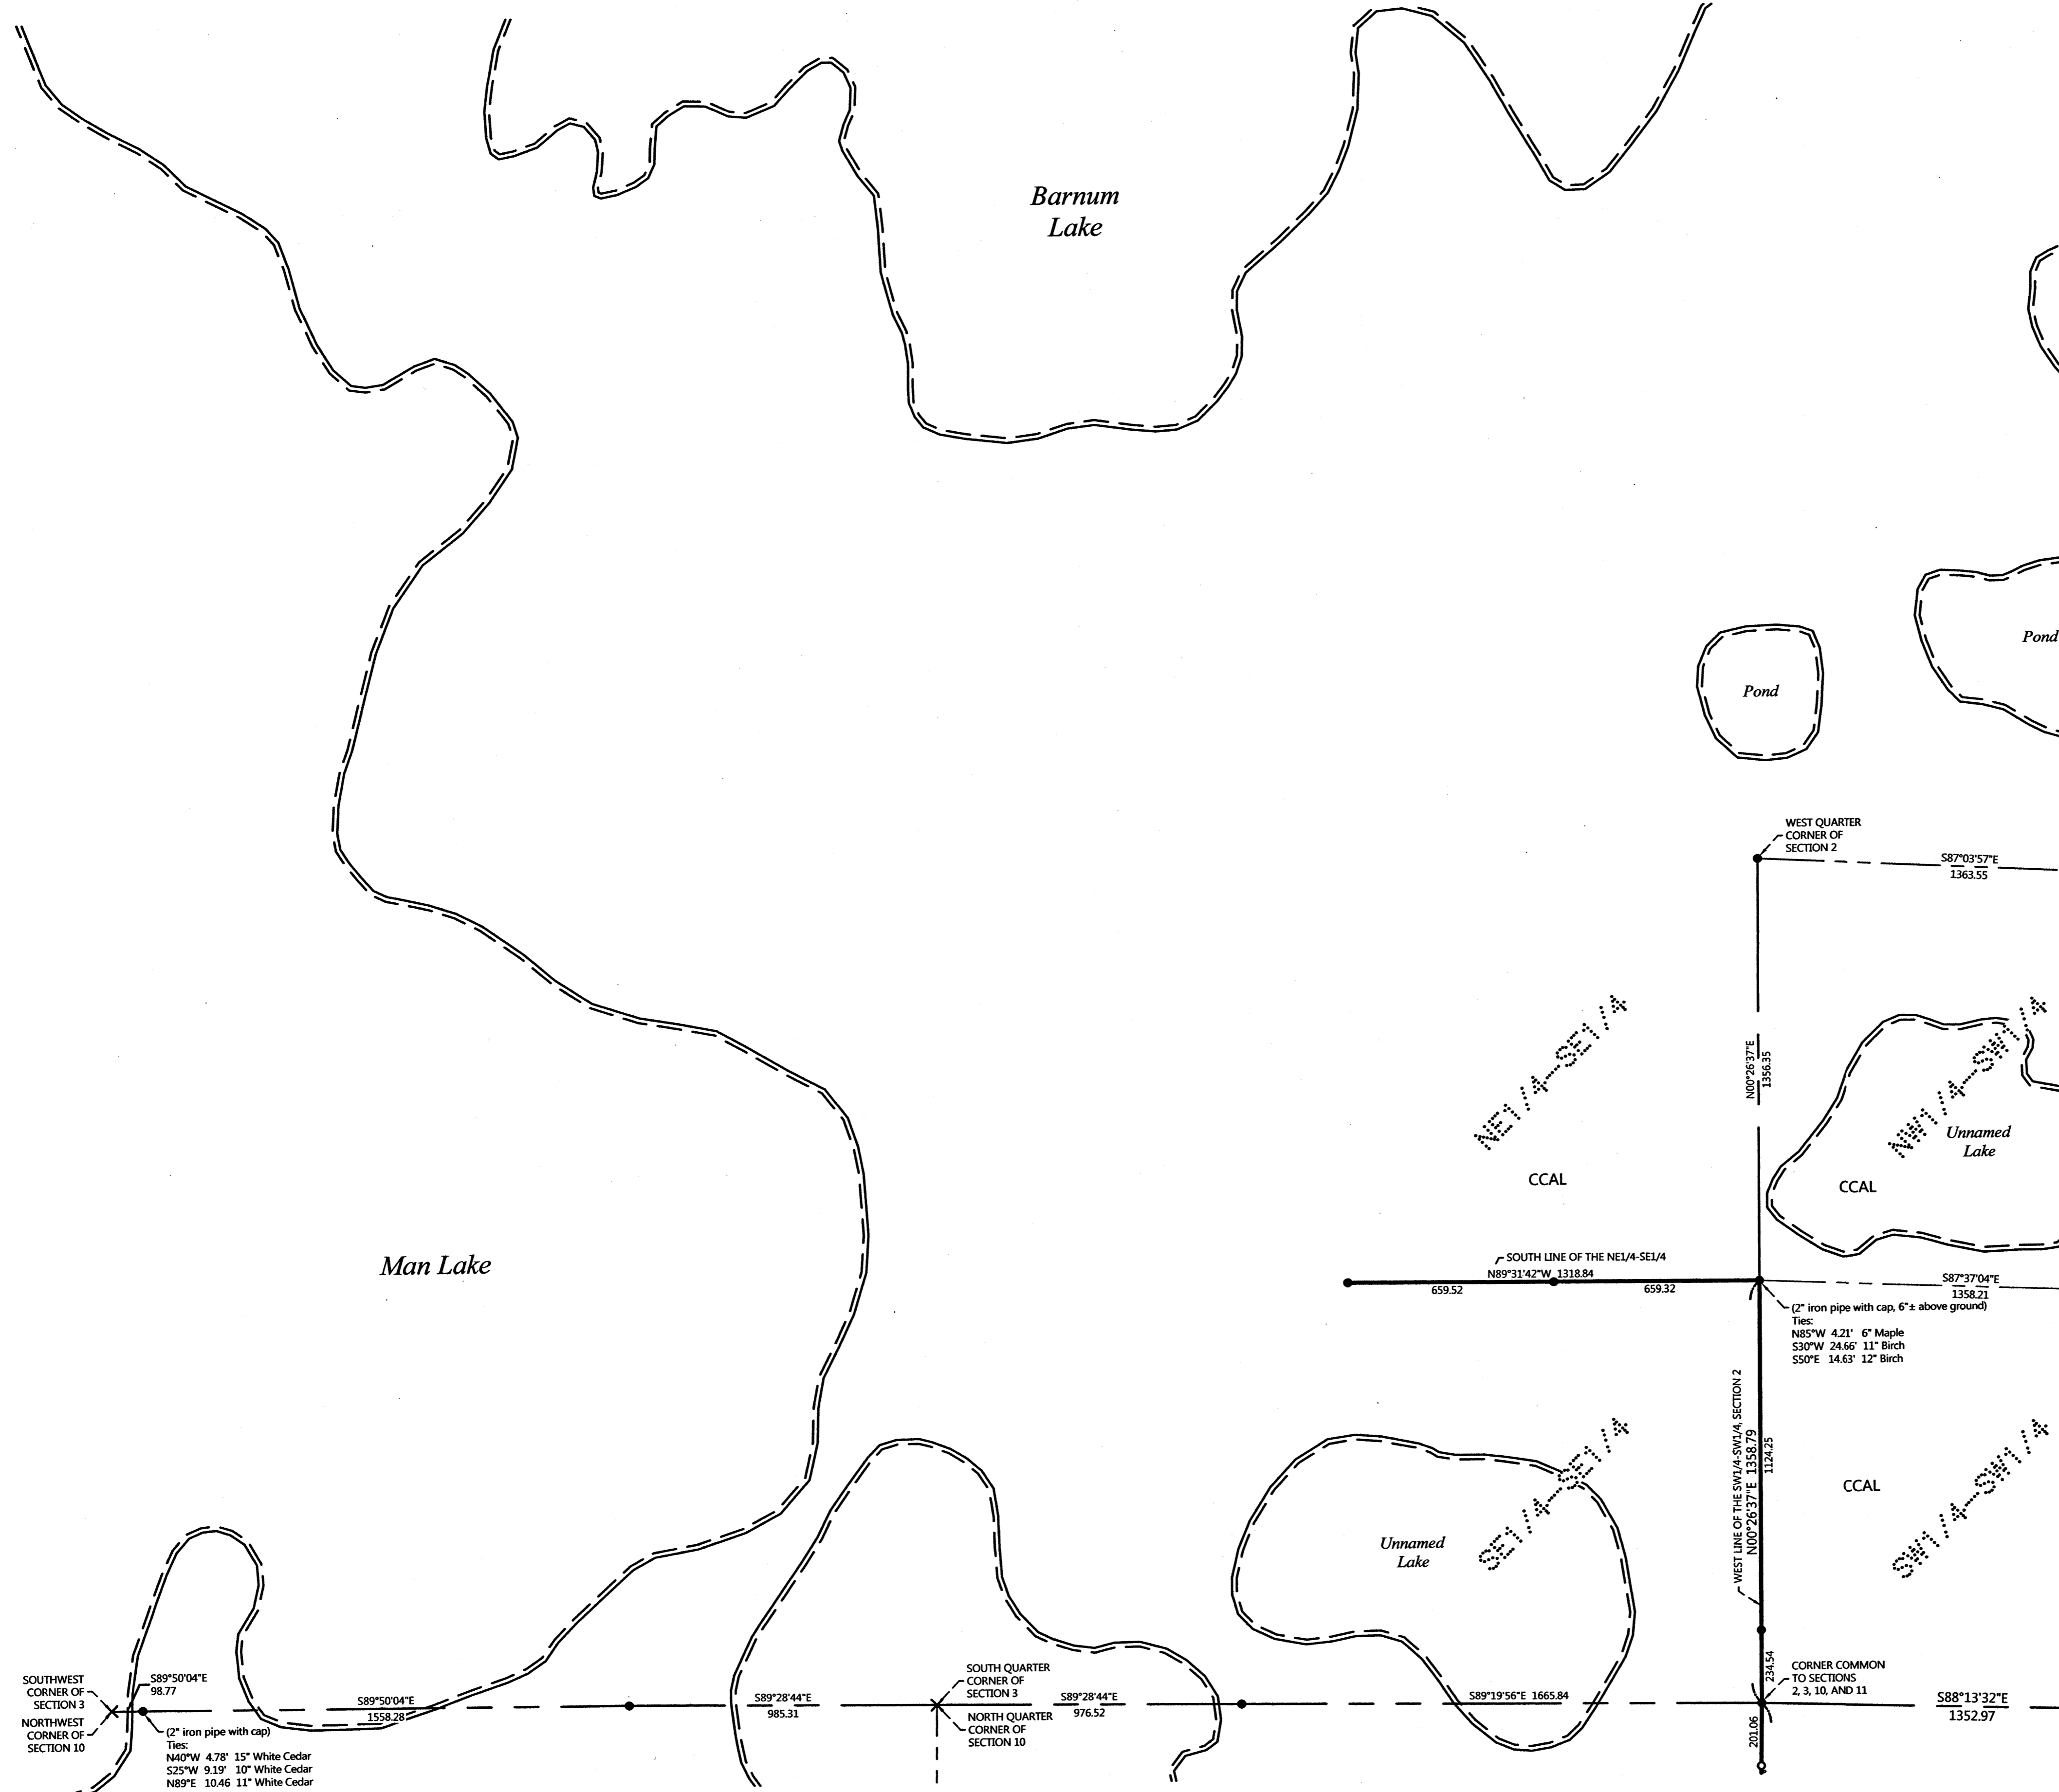 Barnum
Lake
Pond
Pond
WEST QUARTER
CORNER OF
SECTION 2
S87°03'57"E
1363.55
N00°26'37"E
1356.35
NE1/4-SE1/4
NW1/4-SW1/4
Unnamed
Lake
CCAL
CCAL
Man Lake
SOUTH LINE OF THE NE1/4-SE1/4
N89°31'42"W 1318.84
659.52
659.32
S87°37'04"E
1358.21
(2" iron pipe with cap, 6"± above ground)
Ties:
N85°W 4.21' 6" Maple
S30°W 24.66' 11" Birch
S50°E 14.63' 12" Birch
WEST LINE OF THE SW1/4-SW1/4, SECTION 2
N00°26'37"E 1358.79
1124.25
CCAL
SE1/4-SE1/4
SW1/4-SW1/4
Unnamed
Lake
234.54
CORNER COMMON
TO SECTIONS
2, 3, 10, AND 11
SOUTHWEST
CORNER OF
SECTION 3
NORTHWEST
CORNER OF
SECTION 10
S89°50'04"E
98.77
(2" iron pipe with cap)
Ties:
N40°W 4.78' 15" White Cedar
S25°W 9.19' 10" White Cedar
N89°E 10.46 11" White Cedar
S89°50'04"E
1558.28
S89°28'44"E
985.31
SOUTH QUARTER
CORNER OF
SECTION 3
NORTH QUARTER
CORNER OF
SECTION 10
S89°28'44"E
976.52
S89°19'56"E 1665.84
S88°13'32"E
1352.97
201.06